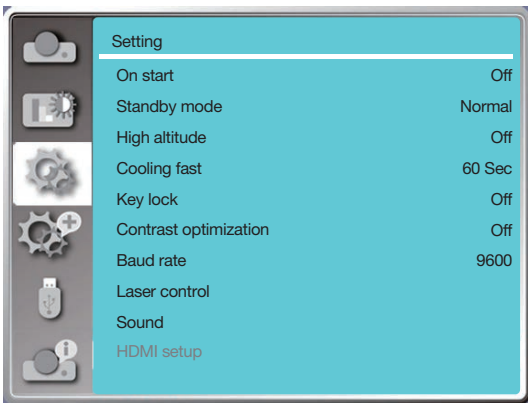 Setting
On start Off
Standby mode Normal
High altitude Off
Cooling fast 60 Sec
Key lock Off
Contrast optimization Off
Baud rate 9600
Laser control
Sound
HDMI setup